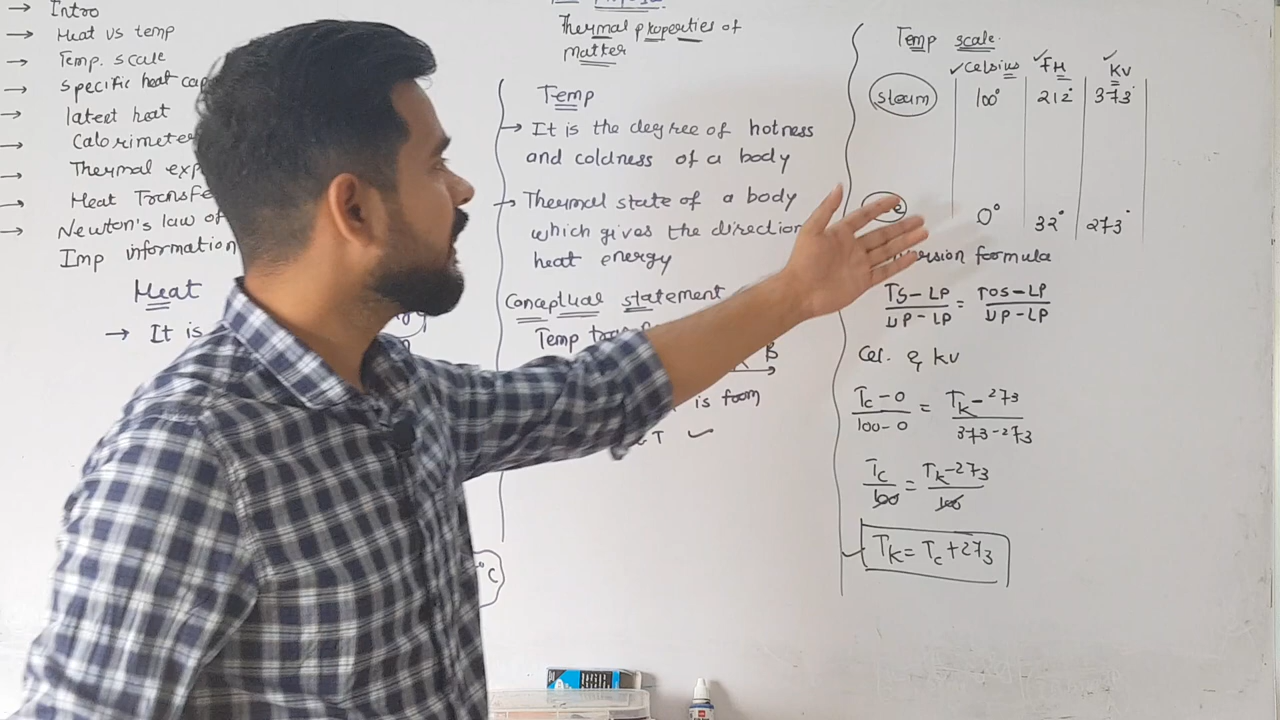 → Intro
→ Heat vs temp
→ Temp. scale
→ specific heat cap
→ latent heat
→ Calorimeter
→ Thermal exp
→ Heat Transfe
→ Newton's law of
Imp information
Heat
→ It is
Thermal properties of
matter
Temp
→ It is the degree of hotness
and coldness of a body
→ Thermal state of a body
which gives the direction
heat energy
Conceptual statement
Temp
B
is from
T ✓
°C
Temp scale.
✓Celsius ✓FH ✓KV
Steam 100° 212° 373°
0° 32° 273°
formula
TS-LP/UP-LP = TOS-LP/UP-LP
Cel. & KV
Tc-0/100-0 = TK-273/373-273
Tc/100 = TK-273/100
TK = Tc+273